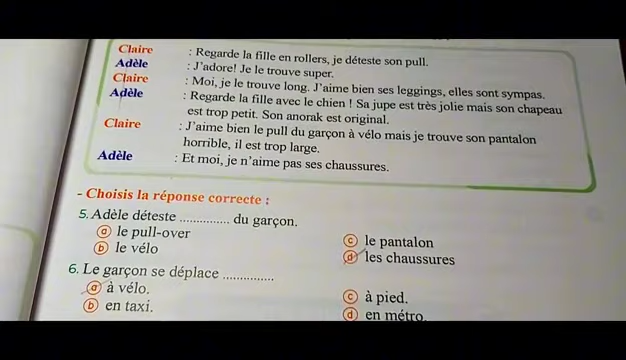 Claire : Regarde la fille en rollers, je déteste son pull.
Adèle : J'adore! Je le trouve super.
Claire : Moi, je le trouve long. J'aime bien ses leggings, elles sont sympas.
Adèle : Regarde la fille avec le chien ! Sa jupe est très jolie mais son chapeau
est trop petit. Son anorak est original.
Claire : J'aime bien le pull du garçon à vélo mais je trouve son pantalon
horrible, il est trop large.
Adèle : Et moi, je n'aime pas ses chaussures.
- Choisis la réponse correcte :
5. Adèle déteste ............... du garçon.
a le pull-over
b le vélo
c le pantalon
d les chaussures
6. Le garçon se déplace ...............
a à vélo.
b en taxi.
c à pied.
d en métro.